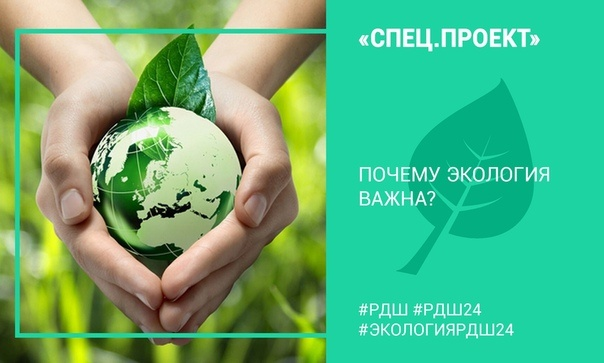 «СПЕЦ.ПРОЕКТ»
ПОЧЕМУ ЭКОЛОГИЯ
ВАЖНА?
#РДШ #РДШ24
#ЭКОЛОГИЯРДШ24